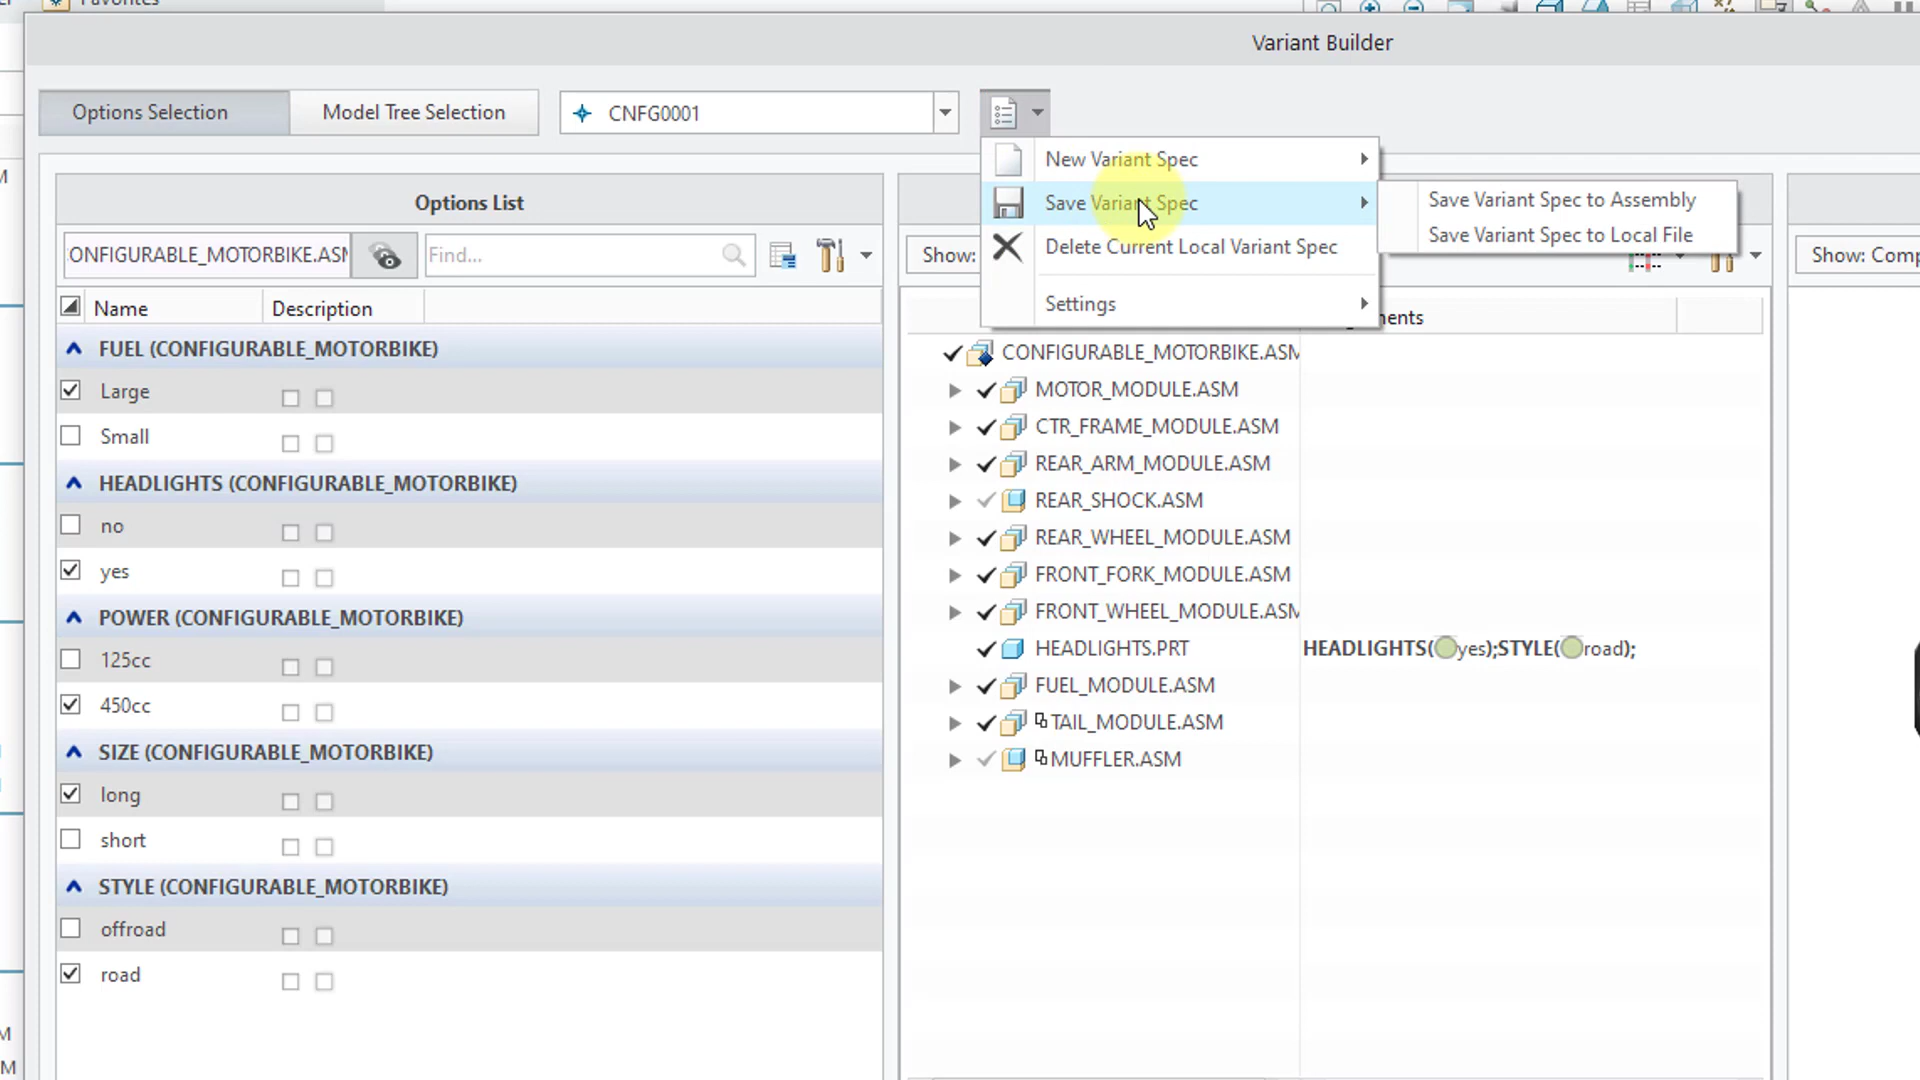 Favorites
Variant Builder
Options Selection
Model Tree Selection
CNFG0001
New Variant Spec
Save Variant Spec
Save Variant Spec to Assembly
Save Variant Spec to Local File
Delete Current Local Variant Spec
Settings
Options List
ONFIGURABLE_MOTORBIKE.ASM
Find...
Show:
Show: Comp
Name
Description
FUEL (CONFIGURABLE_MOTORBIKE)
Large
Small
HEADLIGHTS (CONFIGURABLE_MOTORBIKE)
no
yes
POWER (CONFIGURABLE_MOTORBIKE)
125cc
450cc
SIZE (CONFIGURABLE_MOTORBIKE)
long
short
STYLE (CONFIGURABLE_MOTORBIKE)
offroad
road
CONFIGURABLE_MOTORBIKE.ASM
MOTOR_MODULE.ASM
CTR_FRAME_MODULE.ASM
REAR_ARM_MODULE.ASM
REAR_SHOCK.ASM
REAR_WHEEL_MODULE.ASM
FRONT_FORK_MODULE.ASM
FRONT_WHEEL_MODULE.ASM
HEADLIGHTS.PRT HEADLIGHTS(yes);STYLE(road);
FUEL_MODULE.ASM
TAIL_MODULE.ASM
MUFFLER.ASM